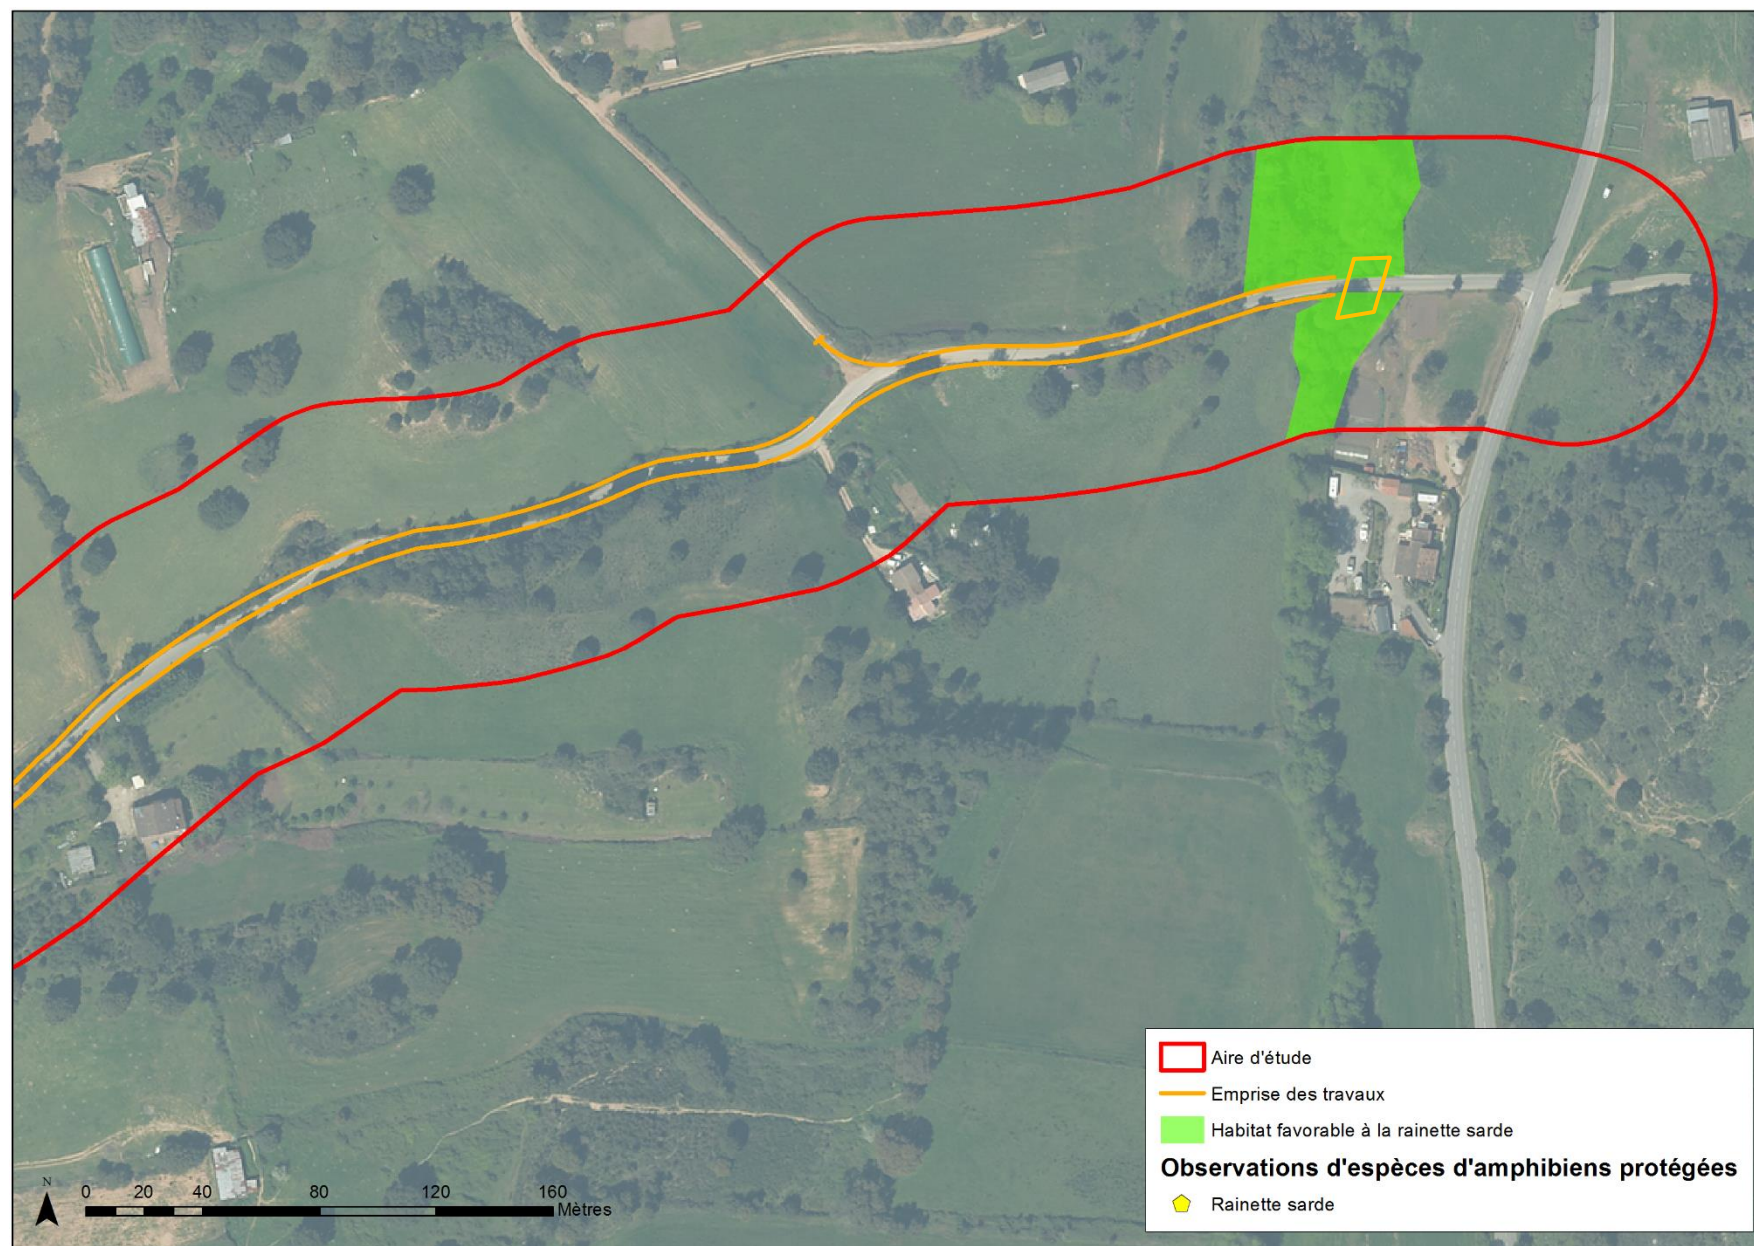 Aire d'étude
Emprise des travaux
Habitat favorable à la rainette sarde
Observations d'espèces d'amphibiens protégées
Rainette sarde
N
0 20 40 80 120 160
Mètres